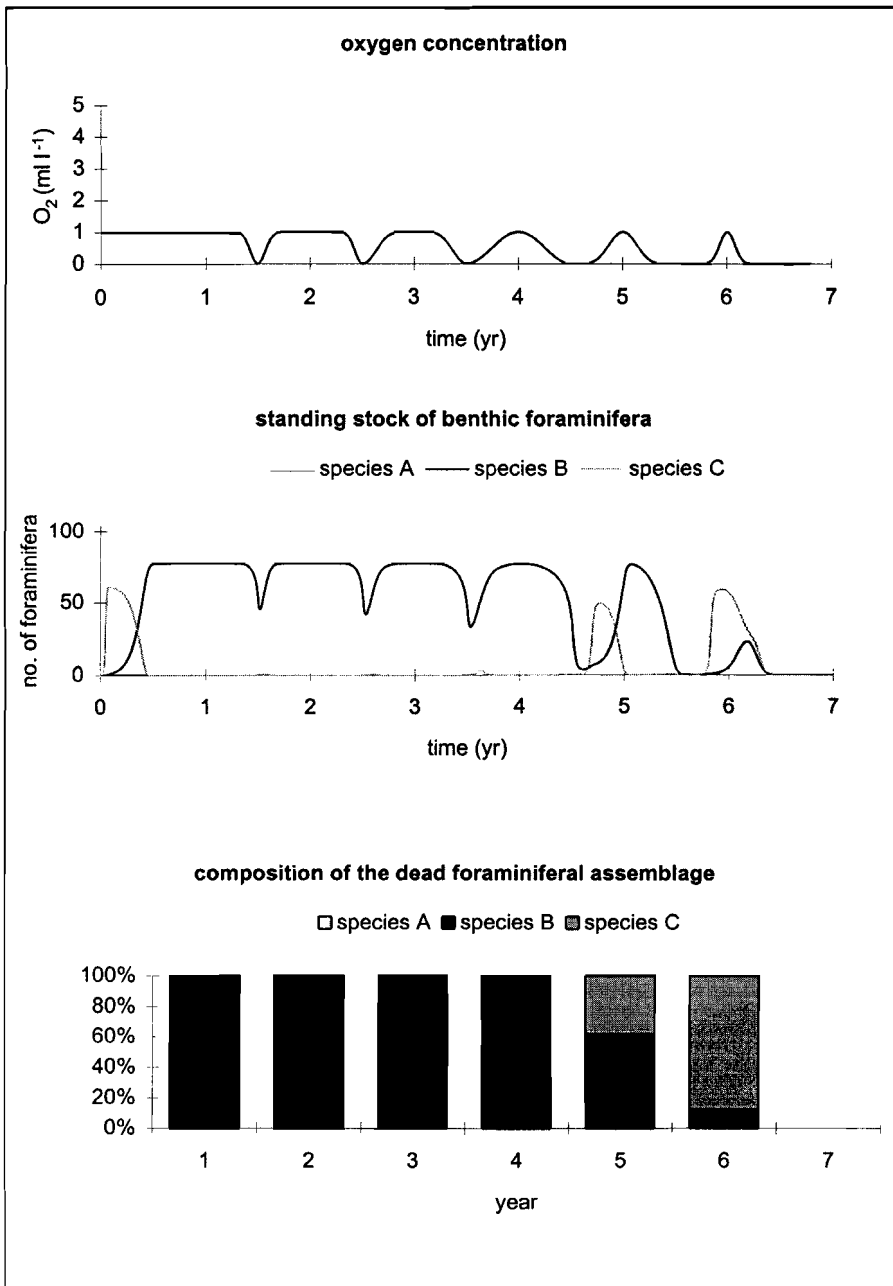 oxygen concentration
5
4
3
2
1
0
O₂ (ml l⁻¹)
0 1 2 3 4 5 6 7
time (yr)
standing stock of benthic foraminifera
species A species B species C
100
50
0
no. of foraminifera
0 1 2 3 4 5 6 7
time (yr)
composition of the dead foraminiferal assemblage
species A species B species C
100%
80%
60%
40%
20%
0%
1 2 3 4 5 6 7
year